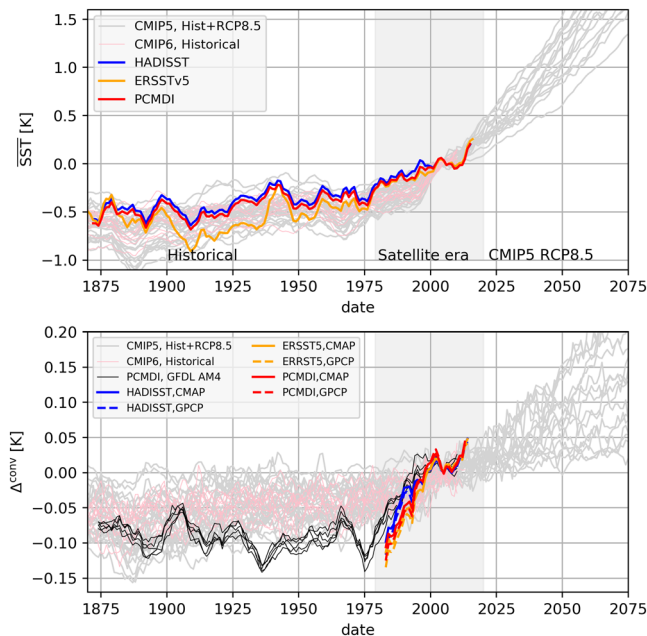 CMIP5, Hist+RCP8.5
CMIP6, Historical
HADISST
ERSSTv5
PCMDI
1.5
1.0
0.5
0.0
−0.5
−1.0
SST [K]
Historical
Satellite era
CMIP5 RCP8.5
1875 1900 1925 1950 1975 2000 2025 2050 2075
date
CMIP5, Hist+RCP8.5
CMIP6, Historical
PCMDI, GFDL AM4
HADISST,CMAP
HADISST,GPCP
ERSST5,CMAP
ERRST5,GPCP
PCMDI,CMAP
PCMDI,GPCP
0.20
0.15
0.10
0.05
0.00
−0.05
−0.10
−0.15
Δconv [K]
1875 1900 1925 1950 1975 2000 2025 2050 2075
date